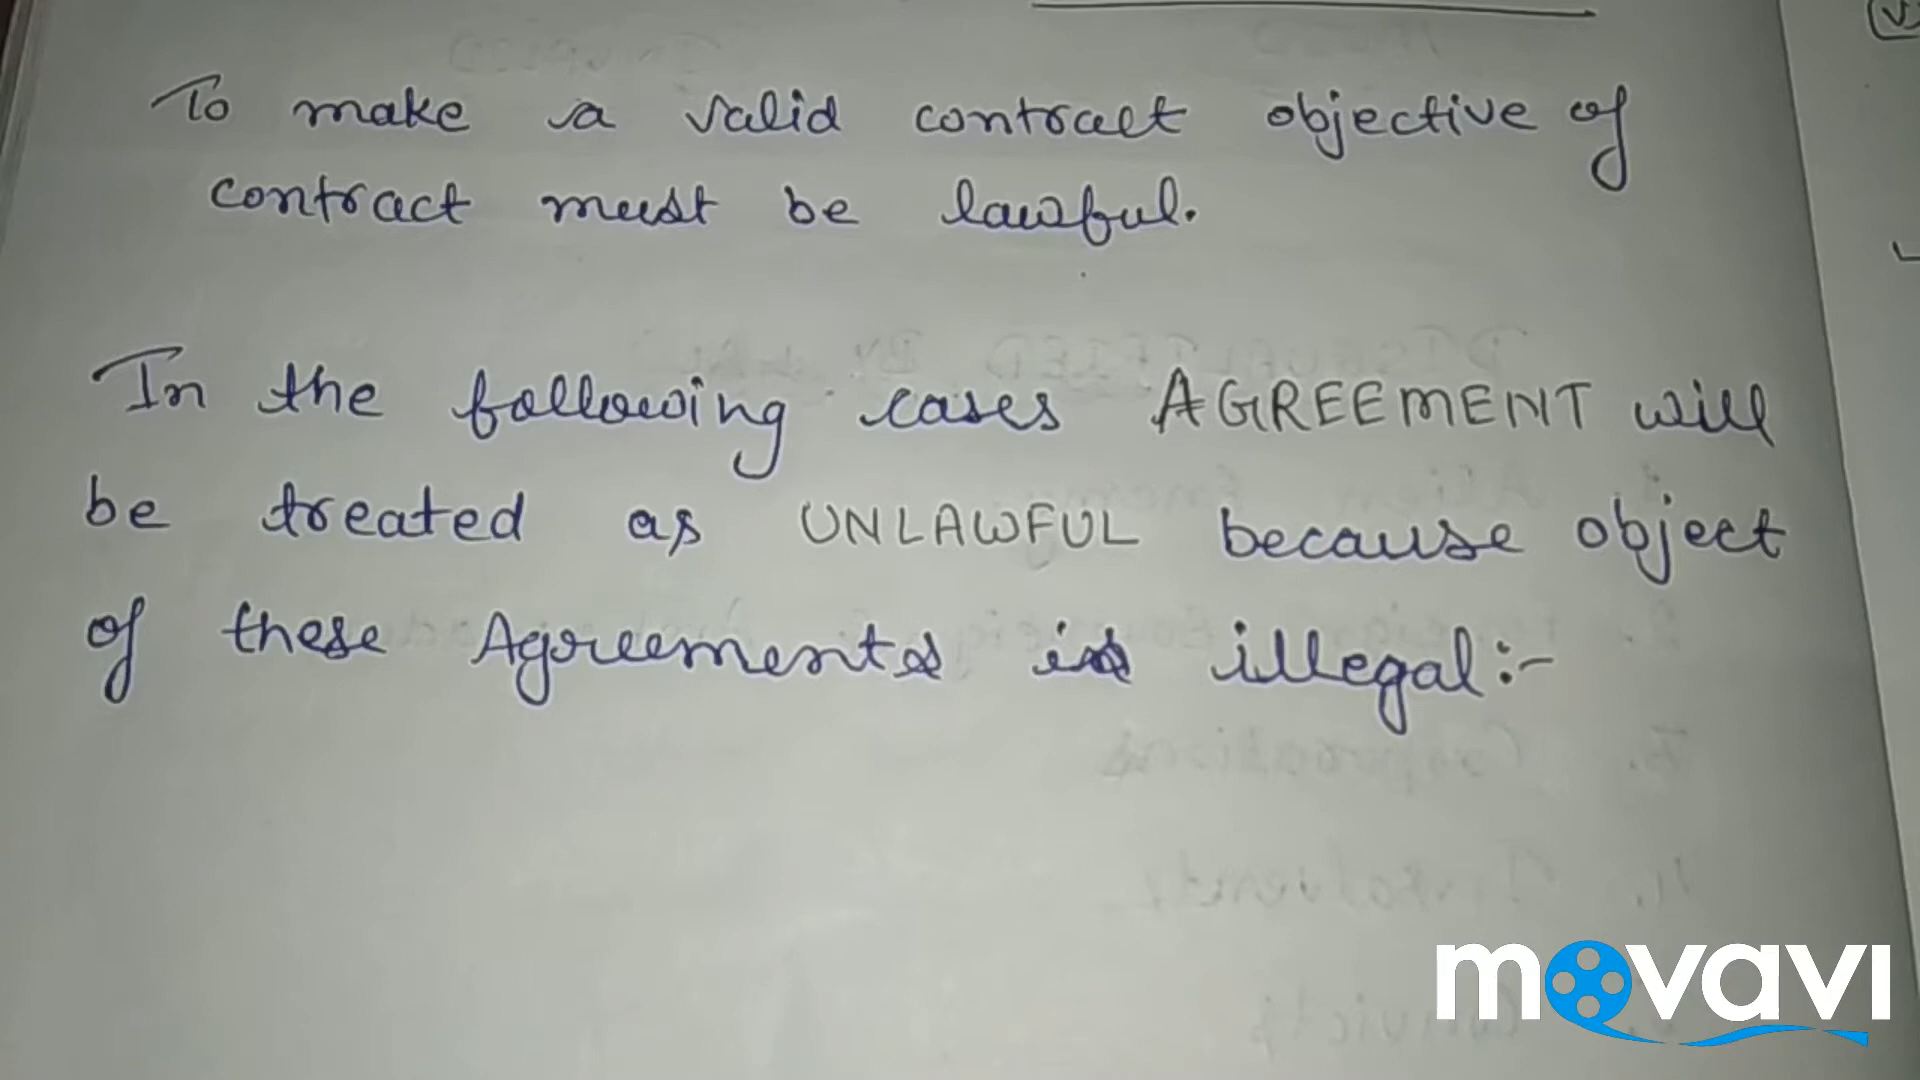 To make a valid contract objective of
contract must be lawful.
In the following cases AGREEMENT will
be treated as UNLAWFUL because object
of these Agreements is illegal:-
movavi